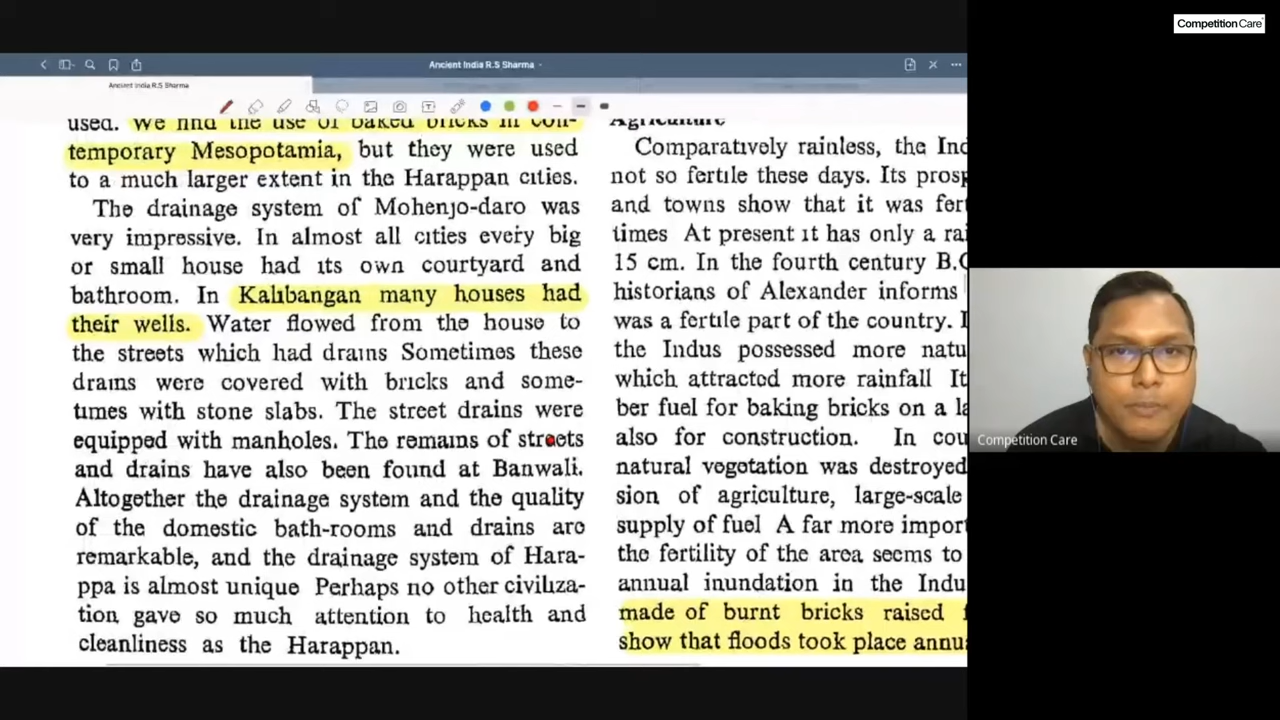 CompetitionCare
Ancient India R.S Sharma
Ancient India R.S Sharma
used. We find the use of baked bricks in con-
temporary Mesopotamia, but they were used
to a much larger extent in the Harappan cities.
The drainage system of Mohenjo-daro was
very impressive. In almost all cities every big
or small house had its own courtyard and
bathroom. In Kalibangan many houses had
their wells. Water flowed from the house to
the streets which had drains Sometimes these
drams were covered with bricks and some-
times with stone slabs. The street drains were
equipped with manholes. The remains of streets
and drains have also been found at Banwali.
Altogether the drainage system and the quality
of the domestic bath-rooms and drains are
remarkable, and the drainage system of Hara-
ppa is almost unique Perhaps no other civiliza-
tion gave so much attention to health and
cleanliness as the Harappan.
Agriculture
Comparatively rainless, the Ind
not so fertile these days. Its prosp
and towns show that it was fert
times At present it has only a rai
15 cm. In the fourth century B.C
historians of Alexander informs
was a fertile part of the country. I
the Indus possessed more natu
which attracted more rainfall It
ber fuel for baking bricks on a la
also for construction. In cou
natural vegetation was destroyed
sion of agriculture, large-scale
supply of fuel A far more import
the fertility of the area seems to
annual inundation in the Indu
made of burnt bricks raised f
show that floods took place annua
Competition Care